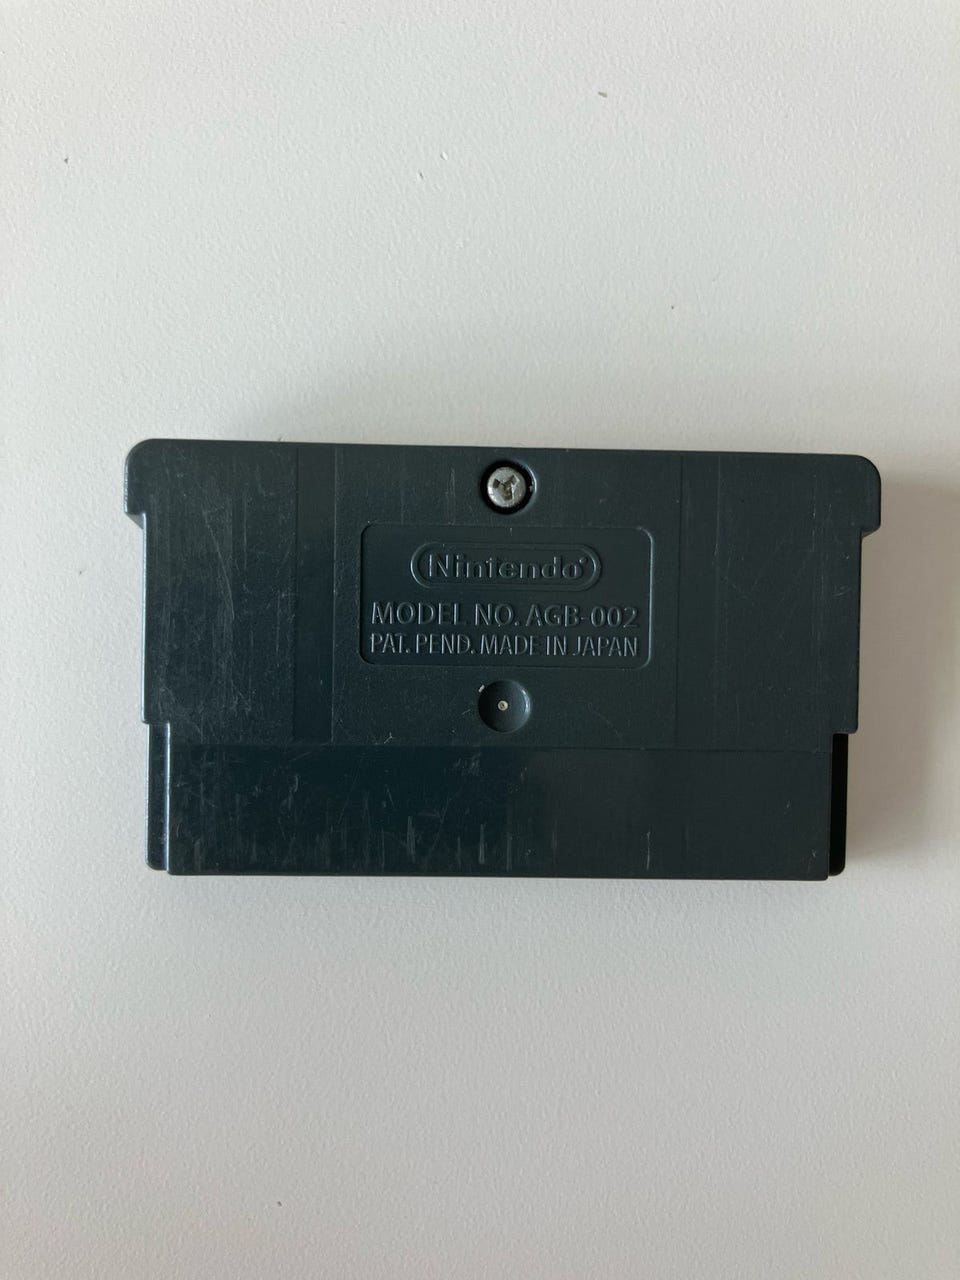 Nintendo
MODEL NO. AGB-002
PAT. PEND. MADE IN JAPAN